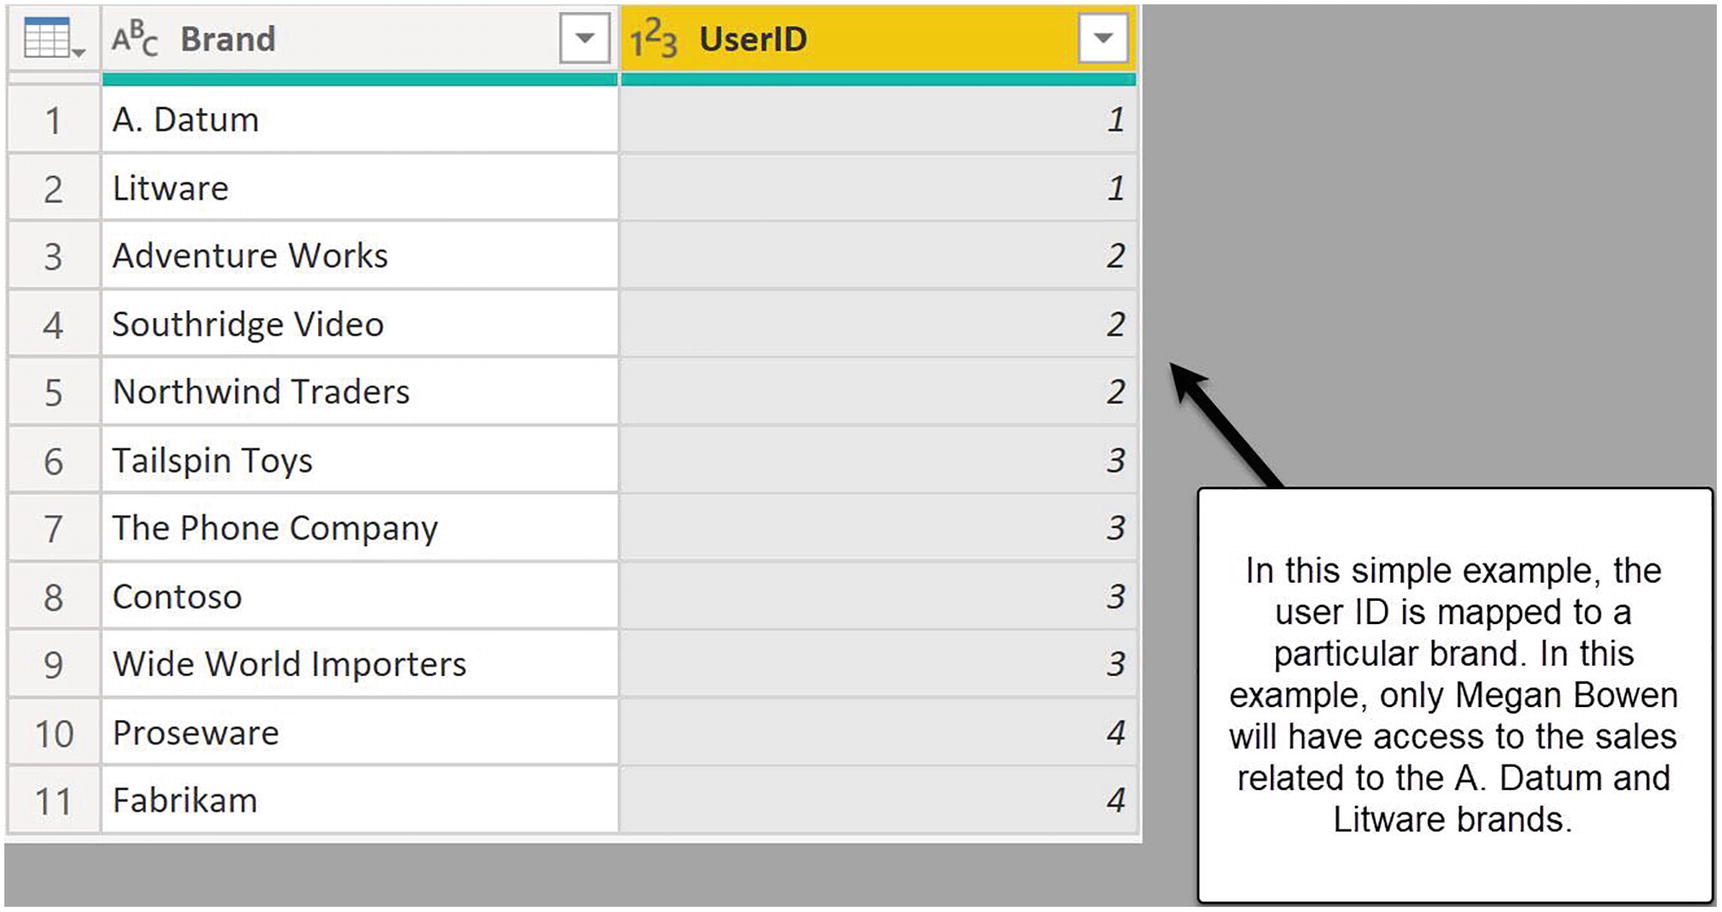 ABC Brand 123 UserID
1 A. Datum 1
2 Litware 1
3 Adventure Works 2
4 Southridge Video 2
5 Northwind Traders 2
6 Tailspin Toys 3
7 The Phone Company 3
8 Contoso 3
9 Wide World Importers 3
10 Proseware 4
11 Fabrikam 4
In this simple example, the
user ID is mapped to a
particular brand. In this
example, only Megan Bowen
will have access to the sales
related to the A. Datum and
Litware brands.